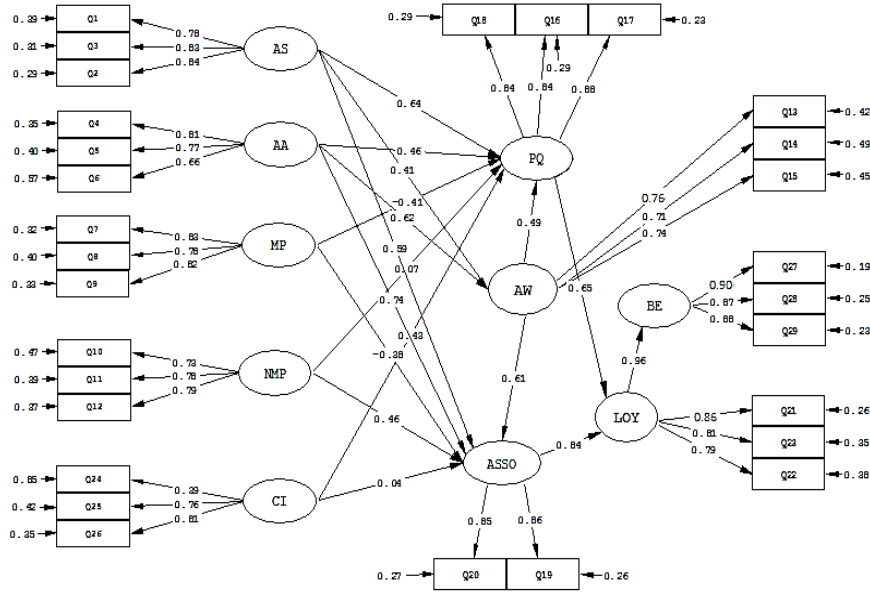 0.29 Q18 Q16 Q17 0.23
0.29
0.84 0.84 0.88
0.39 Q1
0.31 Q3
0.29 Q2
0.78
0.83
0.84
AS
0.35 Q4
0.40 Q5
0.57 Q6
0.81
0.77
0.66
AA
0.32 Q7
0.40 Q8
0.33 Q9
0.83
0.78
0.82
MP
0.47 Q10
0.39 Q11
0.37 Q12
0.73
0.78
0.79
NMP
0.85 Q24
0.42 Q25
0.35 Q26
0.39
0.76
0.81
CI
0.64
0.46
0.41
-0.41
0.62
0.59
0.07
0.74
0.43
-0.38
0.46
0.04
PQ
0.49
AW
0.65
0.61
ASSO
0.84
0.85 0.86
0.27 Q20 Q19 0.26
0.76
0.71
0.74
Q13 0.42
Q14 0.49
Q15 0.45
BE
0.90
0.87
0.88
Q27 0.19
Q28 0.25
Q29 0.23
0.96
LOY
0.86
0.81
0.79
Q21 0.26
Q23 0.35
Q22 0.38